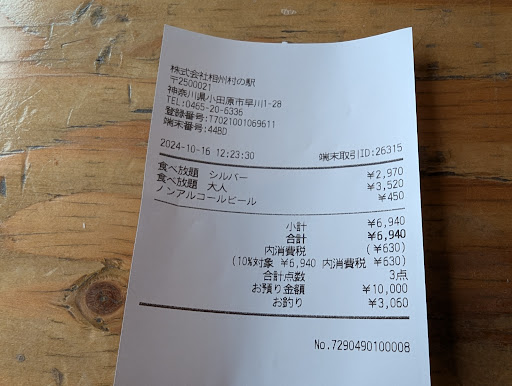 株式会社相州村の駅
〒2500021
神奈川県小田原市早川1-28
TEL:0465-20-6336
登録番号:T7021001069611
端末番号:44BD
2024-10-16 12:23:30 端末取引ID:26315
食べ放題 シルバー ¥2,970
食べ放題 大人 ¥3,520
ノンアルコールビール ¥450
小計 ¥6,940
合計 ¥6,940
内消費税 (¥630)
(10%対象 ¥6,940 内消費税 ¥630)
合計点数 3点
お預り金額 ¥10,000
お釣り ¥3,060
No.7290490100008